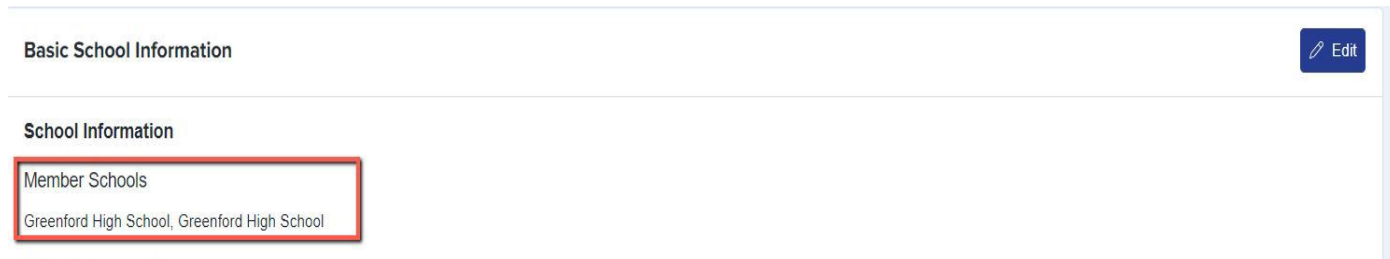 Basic School Information
Edit
School Information
Member Schools
Greenford High School, Greenford High School